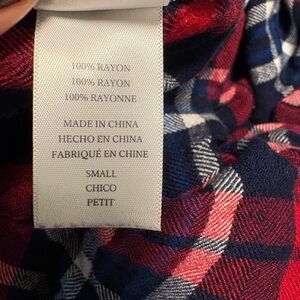 100% RAYON
100% RAYON
100% RAYONNE
MADE IN CHINA
HECHO EN CHINA
FABRIQUÉ EN CHINE
SMALL
CHICO
PETIT